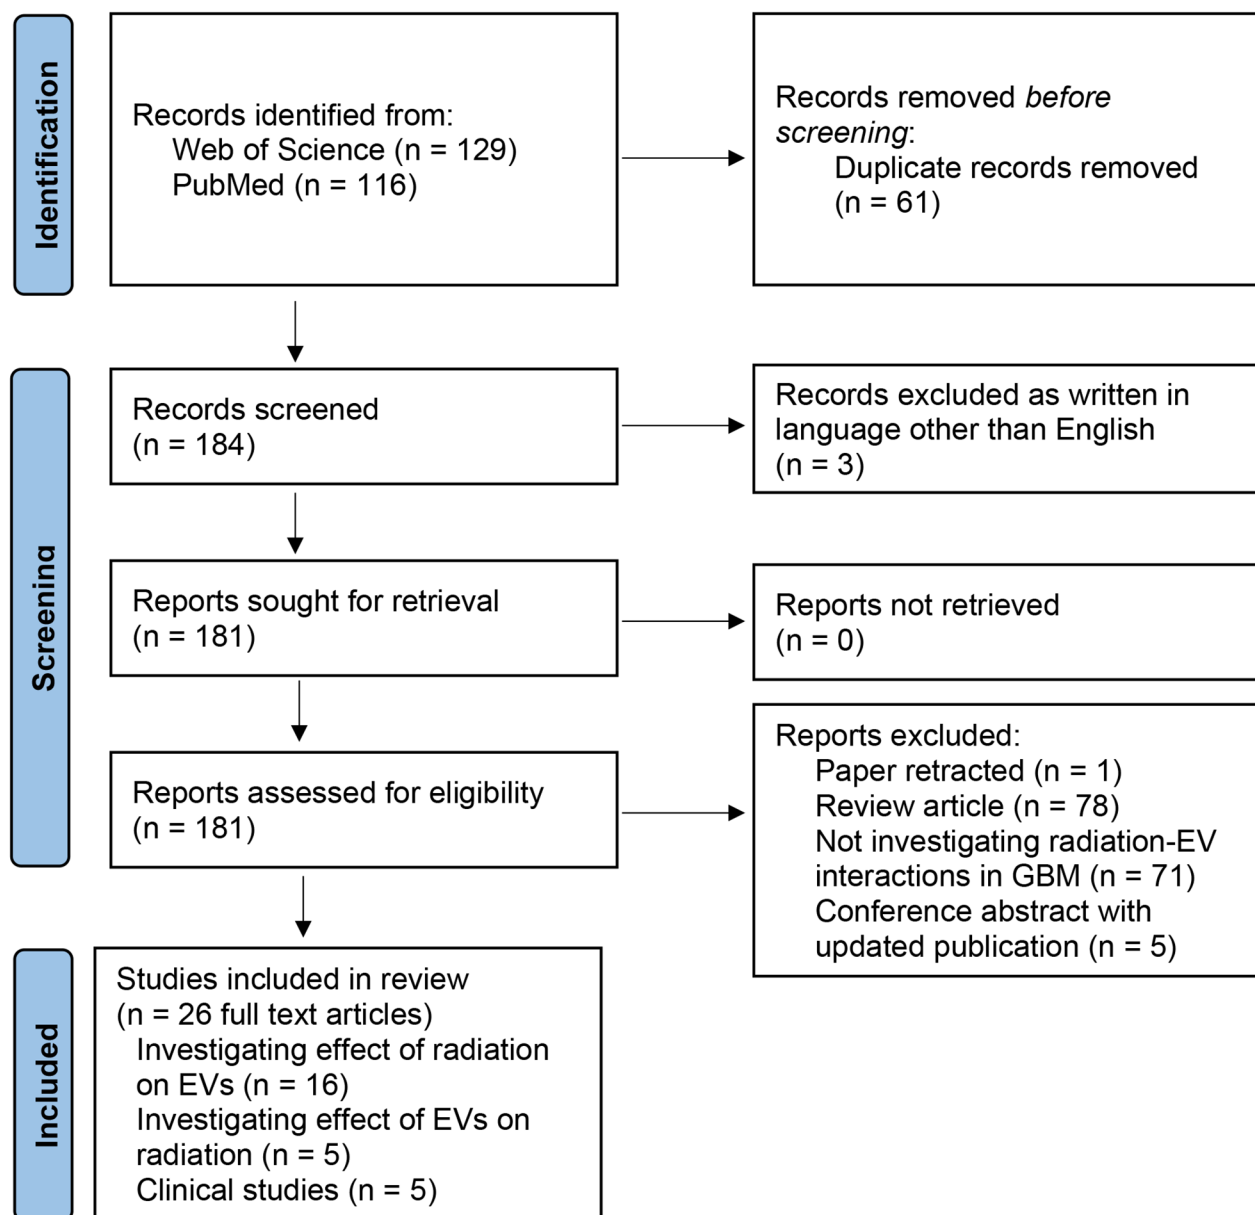 Identification
Records identified from:
Web of Science (n = 129)
PubMed (n = 116)
Records removed before
screening:
Duplicate records removed
(n = 61)
Screening
Records screened
(n = 184)
Records excluded as written in
language other than English
(n = 3)
Reports sought for retrieval
(n = 181)
Reports not retrieved
(n = 0)
Reports assessed for eligibility
(n = 181)
Reports excluded:
Paper retracted (n = 1)
Review article (n = 78)
Not investigating radiation-EV
interactions in GBM (n = 71)
Conference abstract with
updated publication (n = 5)
Included
Studies included in review
(n = 26 full text articles)
Investigating effect of radiation
on EVs (n = 16)
Investigating effect of EVs on
radiation (n = 5)
Clinical studies (n = 5)